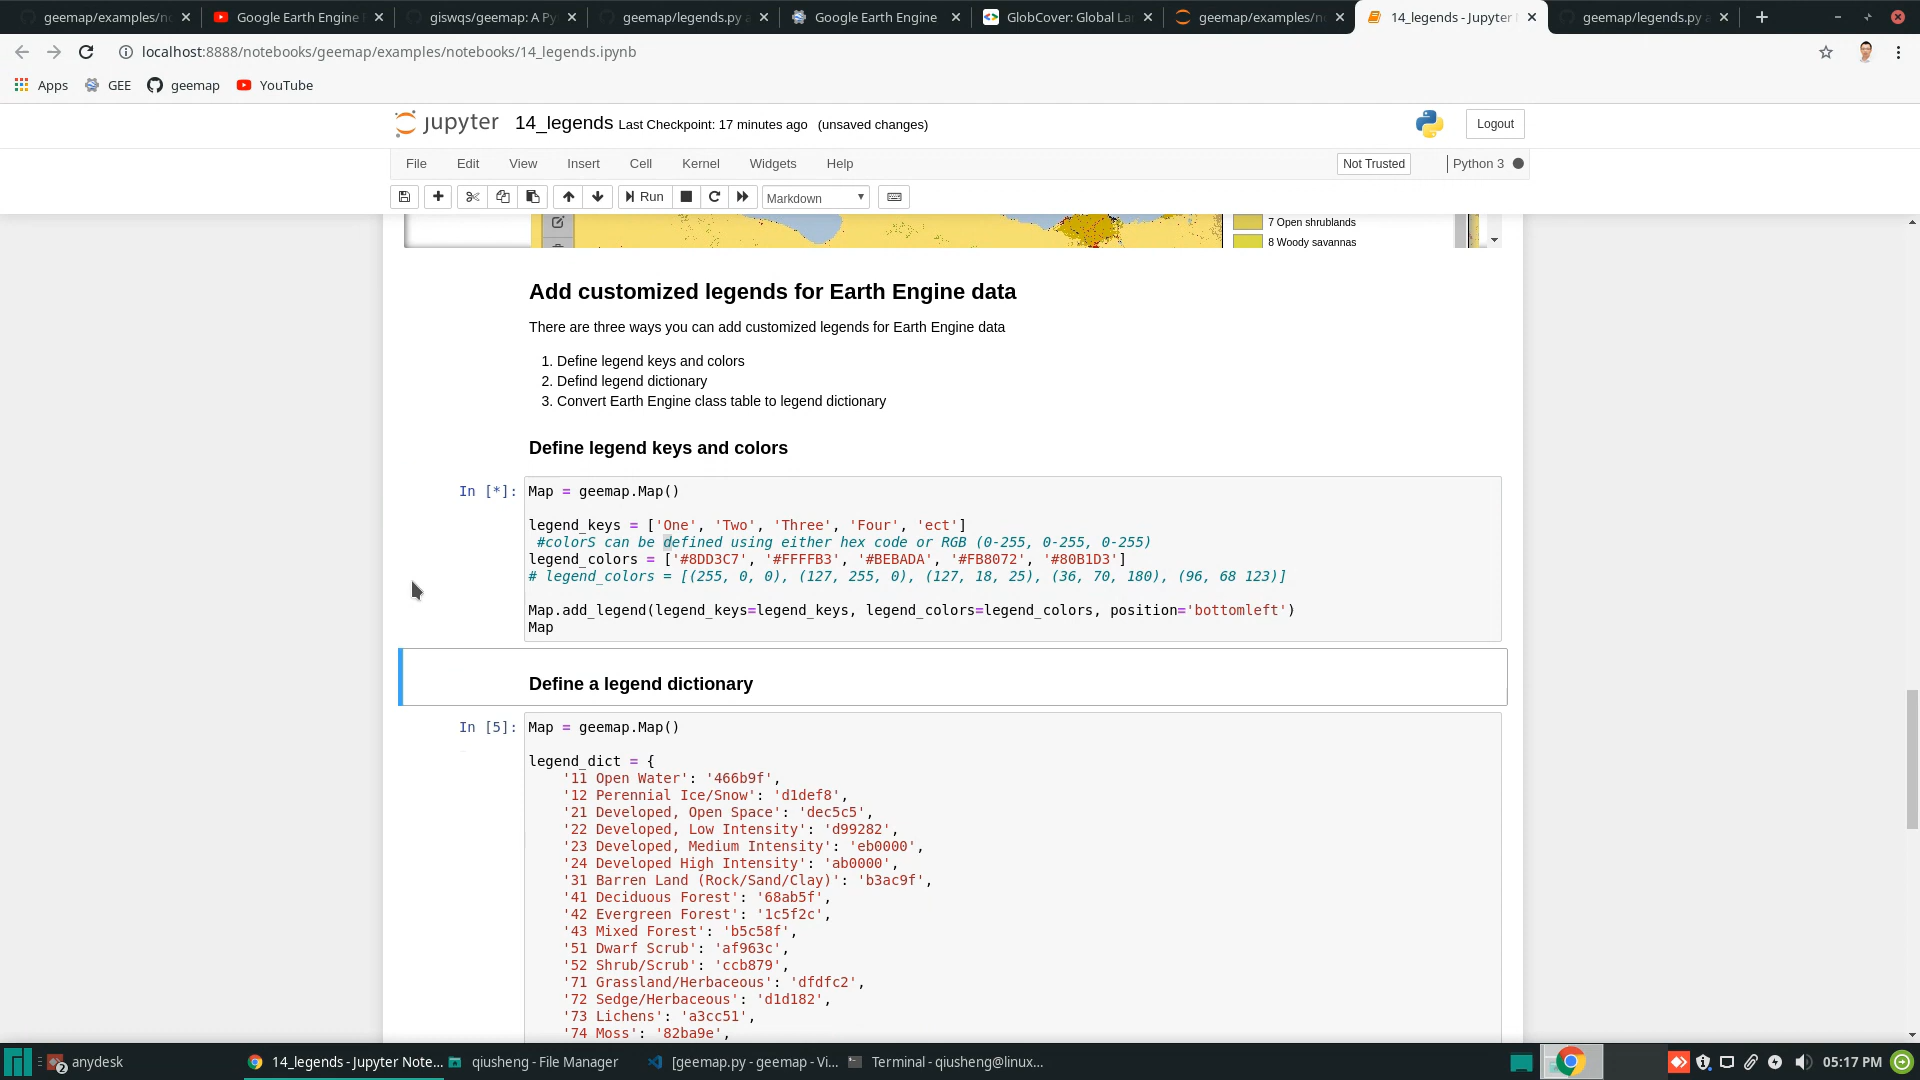 geemap/examples/no
Google Earth Engine
giswqs/geemap: A Py
geemap/legends.py a
Google Earth Engine
GlobCover: Global La
geemap/examples/no
14_legends - Jupyter
geemap/legends.py a
localhost:8888/notebooks/geemap/examples/notebooks/14_legends.ipynb
Apps GEE geemap YouTube
jupyter 14_legends Last Checkpoint: 17 minutes ago (unsaved changes)
Logout
File Edit View Insert Cell Kernel Widgets Help
Not Trusted
Python 3
Run
Markdown
7 Open shrublands
8 Woody savannas
Add customized legends for Earth Engine data
There are three ways you can add customized legends for Earth Engine data
1. Define legend keys and colors
2. Defind legend dictionary
3. Convert Earth Engine class table to legend dictionary
Define legend keys and colors
In [*]: Map = geemap.Map()
legend_keys = ['One', 'Two', 'Three', 'Four', 'ect']
#colorS can be defined using either hex code or RGB (0-255, 0-255, 0-255)
legend_colors = ['#8DD3C7', '#FFFFB3', '#BEBADA', '#FB8072', '#80B1D3']
# legend_colors = [(255, 0, 0), (127, 255, 0), (127, 18, 25), (36, 70, 180), (96, 68 123)]
Map.add_legend(legend_keys=legend_keys, legend_colors=legend_colors, position='bottomleft')
Map
Define a legend dictionary
In [5]: Map = geemap.Map()
legend_dict = {
'11 Open Water': '466b9f',
'12 Perennial Ice/Snow': 'd1def8',
'21 Developed, Open Space': 'dec5c5',
'22 Developed, Low Intensity': 'd99282',
'23 Developed, Medium Intensity': 'eb0000',
'24 Developed High Intensity': 'ab0000',
'31 Barren Land (Rock/Sand/Clay)': 'b3ac9f',
'41 Deciduous Forest': '68ab5f',
'42 Evergreen Forest': '1c5f2c',
'43 Mixed Forest': 'b5c58f',
'51 Dwarf Scrub': 'af963c',
'52 Shrub/Scrub': 'ccb879',
'71 Grassland/Herbaceous': 'dfdfc2',
'72 Sedge/Herbaceous': 'd1d182',
'73 Lichens': 'a3cc51',
'74 Moss': '82ba9e',
2 anydesk
14_legends - Jupyter Note...
qiusheng - File Manager
[geemap.py - geemap - Vi...
Terminal - qiusheng@linux...
05:17 PM